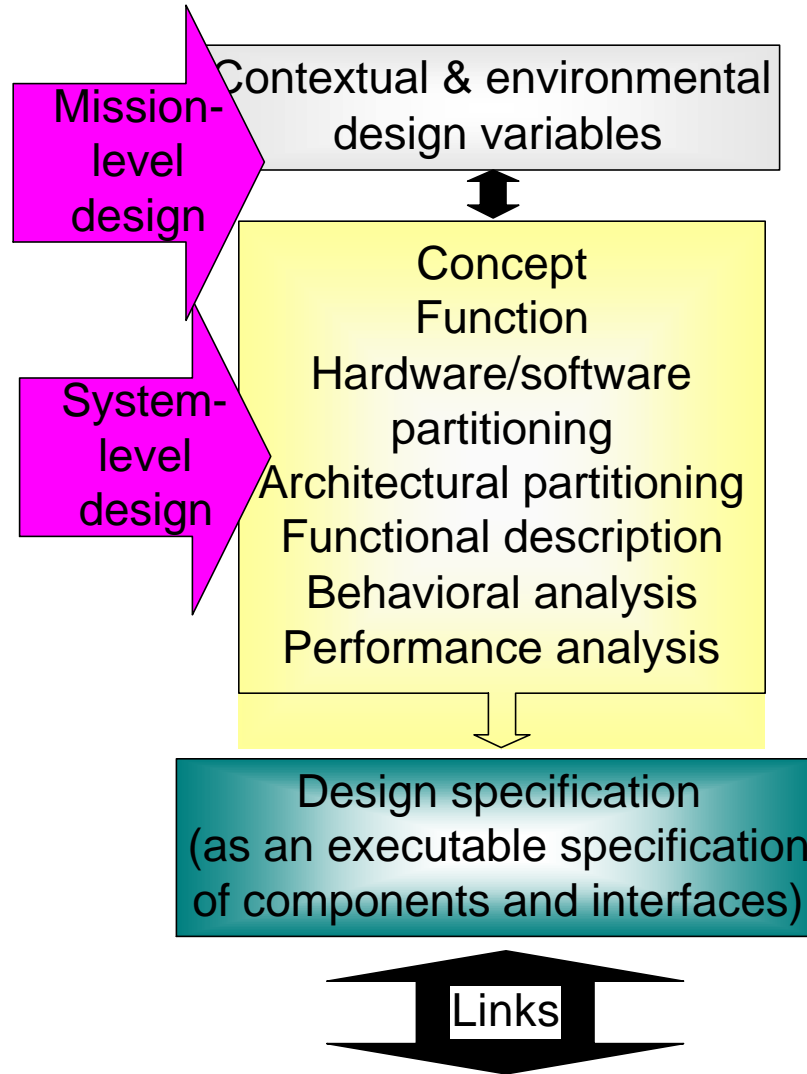 Mission-
level
design
Contextual & environmental
design variables
System-
level
design
Concept
Function
Hardware/software
partitioning
Architectural partitioning
Functional description
Behavioral analysis
Performance analysis
Design specification
(as an executable specification
of components and interfaces)
Links